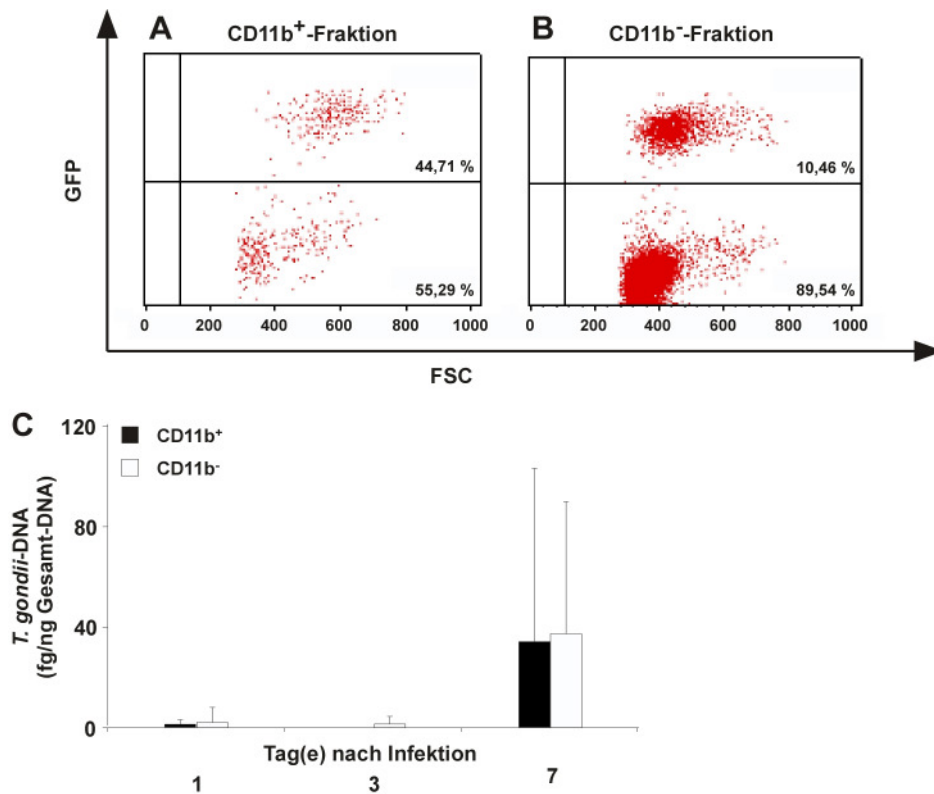 A CD11b⁺-Fraktion
B CD11b⁻-Fraktion
GFP
44,71 %
10,46 %
55,29 %
89,54 %
0 200 400 600 800 1000
0 200 400 600 800 1000
FSC
C
CD11b⁺
CD11b⁻
T. gondii-DNA
(fg/ng Gesamt-DNA)
120
80
40
0
Tag(e) nach Infektion
1 3 7